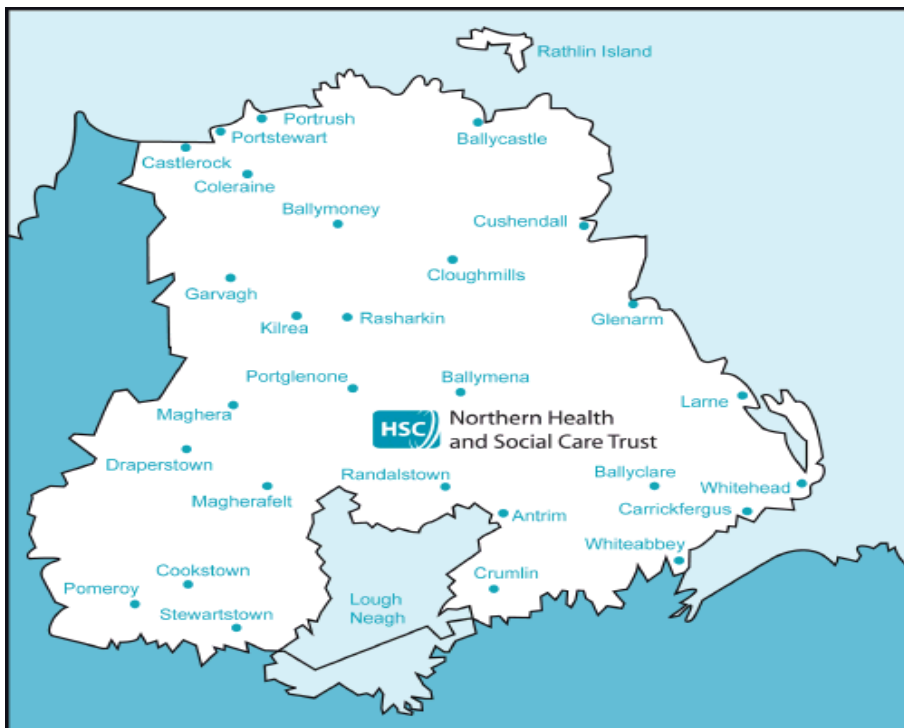 Rathlin Island
Portrush
Portstewart
Ballycastle
Castlerock
Coleraine
Ballymoney
Cushendall
Cloughmills
Garvagh
Glenarm
Kilrea
Rasharkin
Portglenone
Ballymena
Larne
Maghera
HSC
Northern Health
and Social Care Trust
Draperstown
Randalstown
Ballyclare
Whitehead
Magherafelt
Carrickfergus
Antrim
Whiteabbey
Cookstown
Crumlin
Pomeroy
Lough
Neagh
Stewartstown